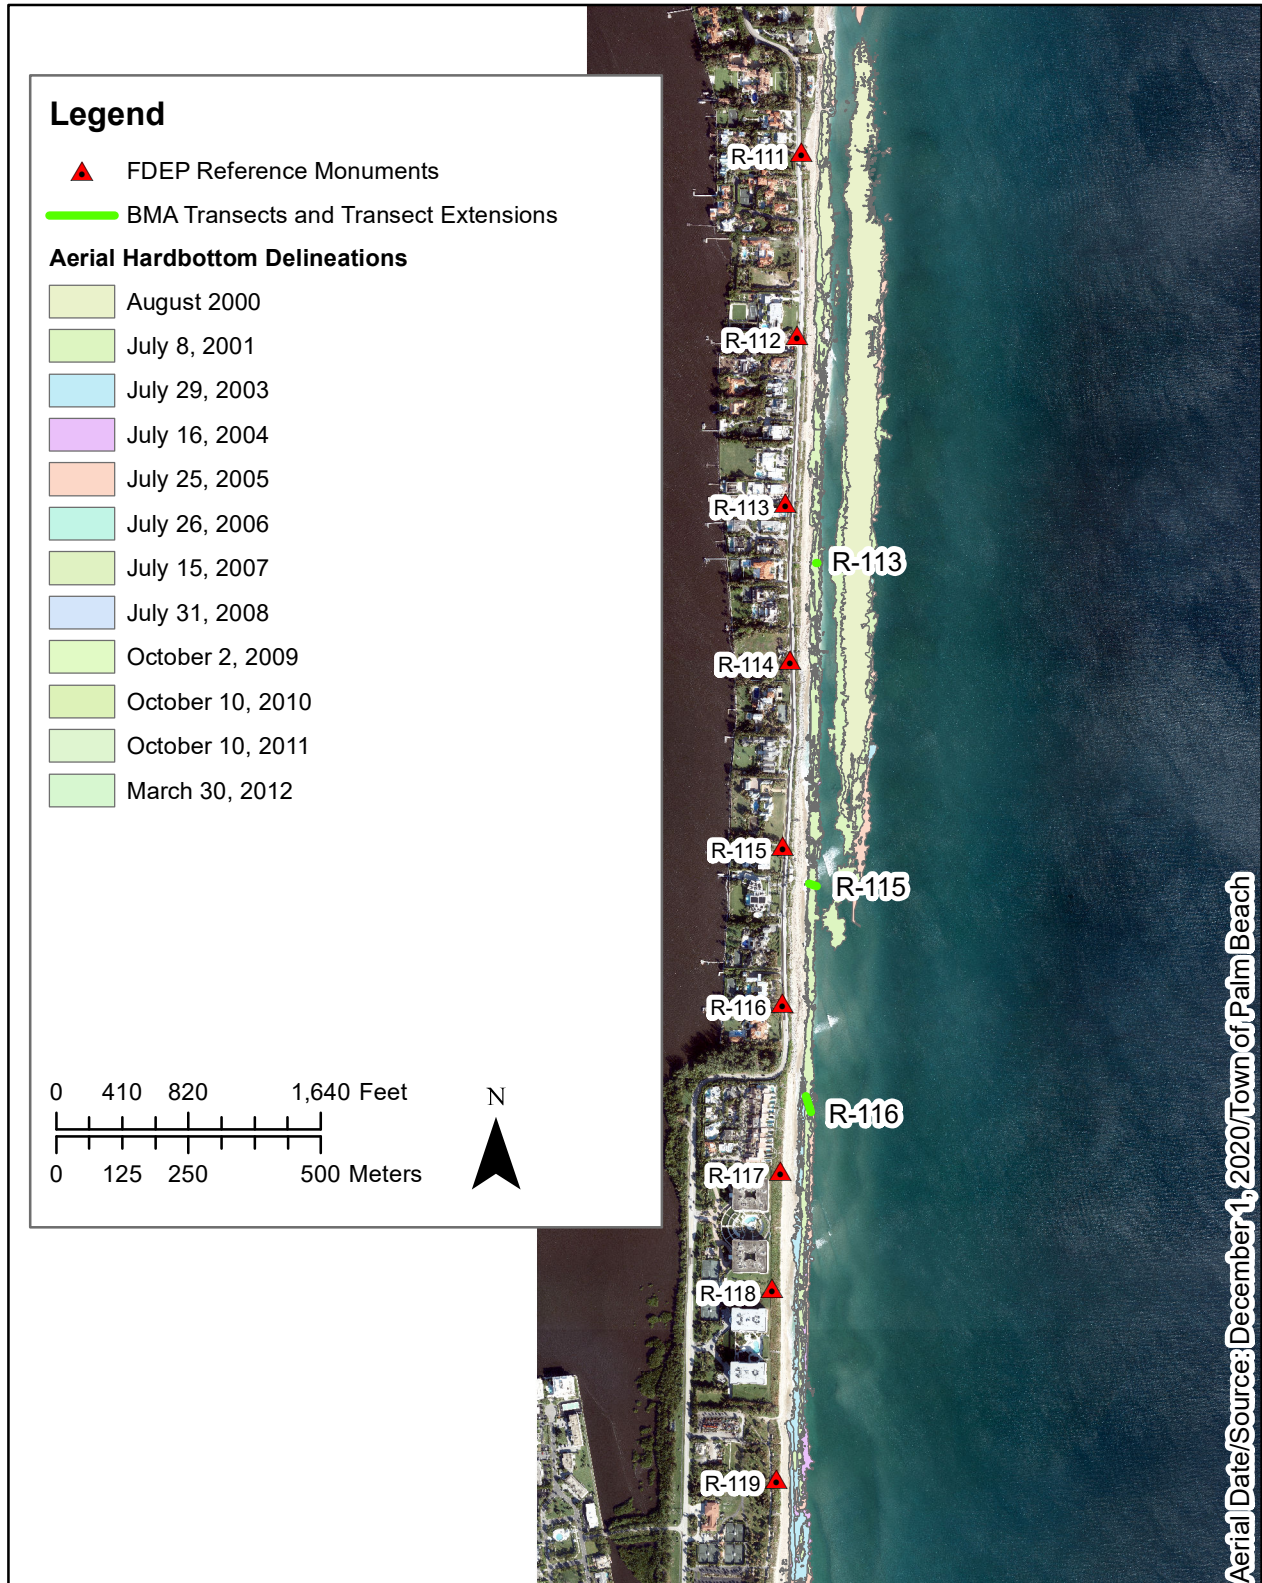 Legend
FDEP Reference Monuments
BMA Transects and Transect Extensions
Aerial Hardbottom Delineations
August 2000
July 8, 2001
July 29, 2003
July 16, 2004
July 25, 2005
July 26, 2006
July 15, 2007
July 31, 2008
October 2, 2009
October 10, 2010
October 10, 2011
March 30, 2012
0 410 820 1,640 Feet
0 125 250 500 Meters
N
R-111
R-112
R-113
R-113
R-114
R-115
R-115
R-116
R-116
R-117
R-118
R-119
Aerial Date/Source: December 1, 2020/Town of Palm Beach